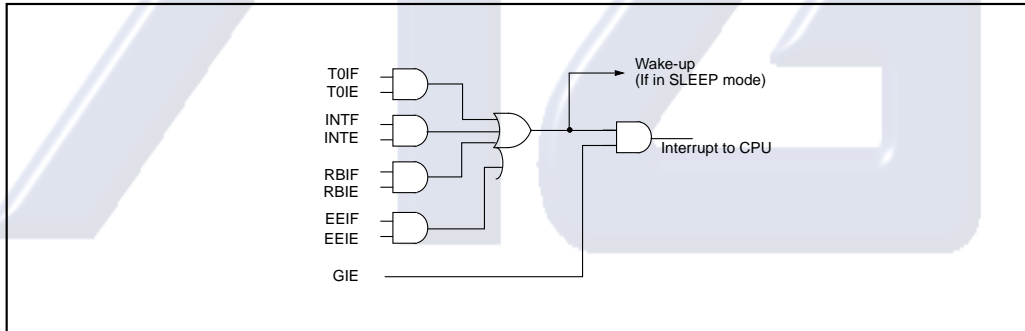 T0IF
T0IE
INTF
INTE
RBIF
RBIE
EEIF
EEIE
GIE
Wake-up
(If in SLEEP mode)
Interrupt to CPU